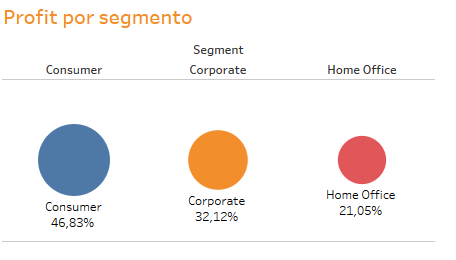 Profit por segmento
Segment
Consumer Corporate Home Office
Consumer
46,83%
Corporate
32,12%
Home Office
21,05%